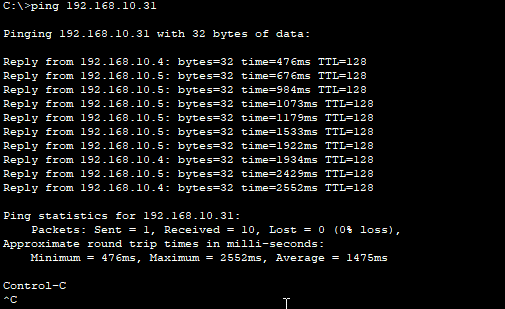 C:\>ping 192.168.10.31
Pinging 192.168.10.31 with 32 bytes of data:
Reply from 192.168.10.4: bytes=32 time=476ms TTL=128
Reply from 192.168.10.5: bytes=32 time=676ms TTL=128
Reply from 192.168.10.5: bytes=32 time=984ms TTL=128
Reply from 192.168.10.5: bytes=32 time=1073ms TTL=128
Reply from 192.168.10.5: bytes=32 time=1179ms TTL=128
Reply from 192.168.10.5: bytes=32 time=1533ms TTL=128
Reply from 192.168.10.5: bytes=32 time=1922ms TTL=128
Reply from 192.168.10.4: bytes=32 time=1934ms TTL=128
Reply from 192.168.10.5: bytes=32 time=2429ms TTL=128
Reply from 192.168.10.4: bytes=32 time=2552ms TTL=128
Ping statistics for 192.168.10.31:
    Packets: Sent = 1, Received = 10, Lost = 0 (0% loss),
Approximate round trip times in milli-seconds:
    Minimum = 476ms, Maximum = 2552ms, Average = 1475ms
Control-C
^C